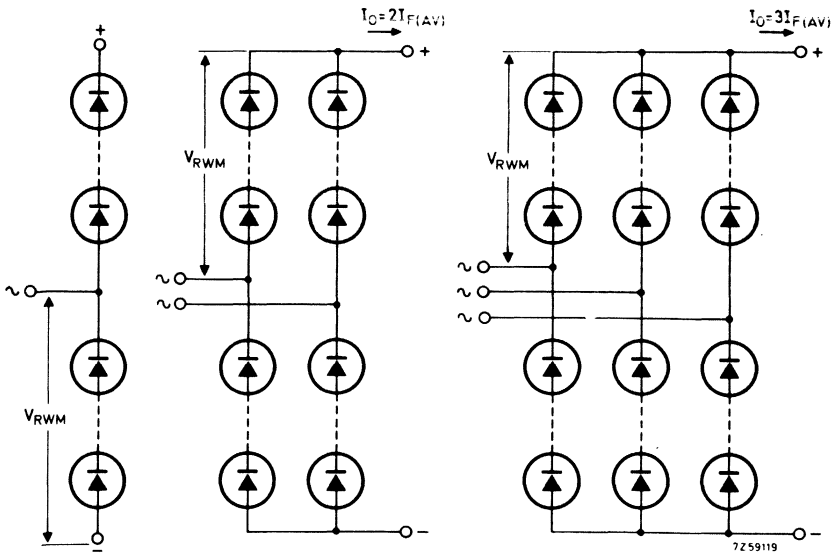 I_O=2I_F(AV)
I_O=3I_F(AV)
+
+
+
V_RWM
V_RWM
~
~
~
~
~
~
V_RWM
−
−
−
7Z59119